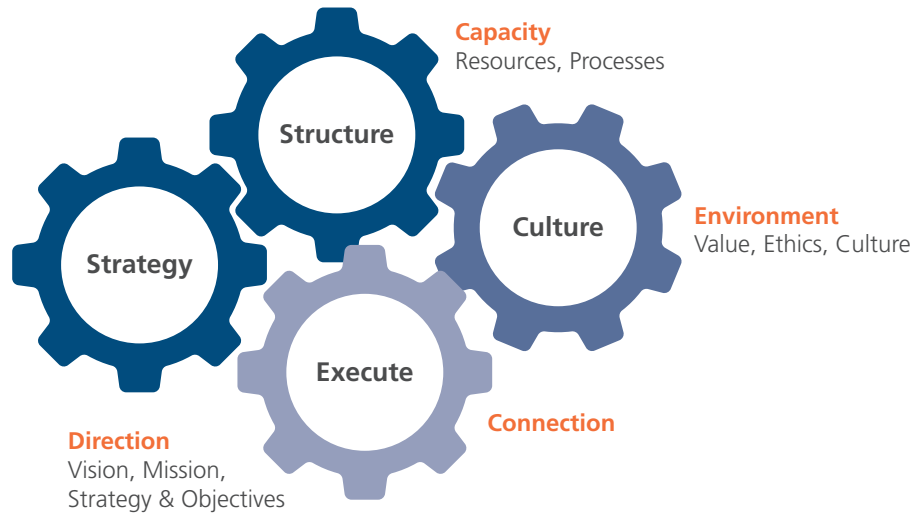 Capacity
Resources, Processes
Structure
Culture
Environment
Value, Ethics, Culture
Strategy
Execute
Connection
Direction
Vision, Mission,
Strategy & Objectives